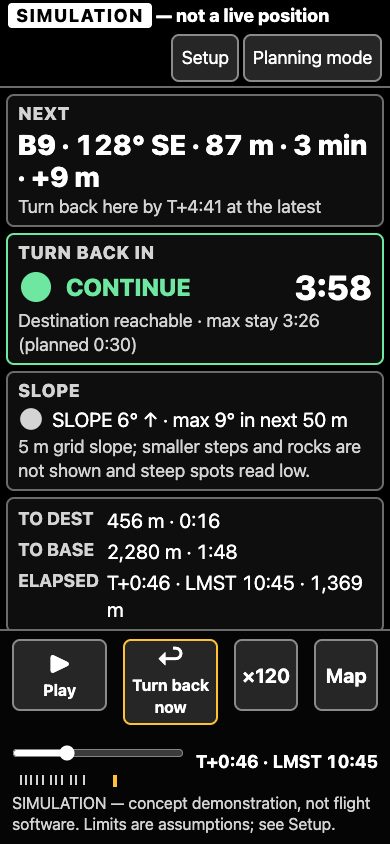 SIMULATION — not a live position
Setup Planning mode
NEXT
B9 · 128° SE · 87 m · 3 min
· +9 m
Turn back here by T+4:41 at the latest
TURN BACK IN
CONTINUE 3:58
Destination reachable · max stay 3:26
(planned 0:30)
SLOPE
SLOPE 6° ↑ · max 9° in next 50 m
5 m grid slope; smaller steps and rocks are
not shown and steep spots read low.
TO DEST 456 m · 0:16
TO BASE 2,280 m · 1:48
ELAPSED T+0:46 · LMST 10:45 · 1,369
m
Play
Turn back
now
×120
Map
T+0:46 · LMST 10:45
SIMULATION — concept demonstration, not flight
software. Limits are assumptions; see Setup.